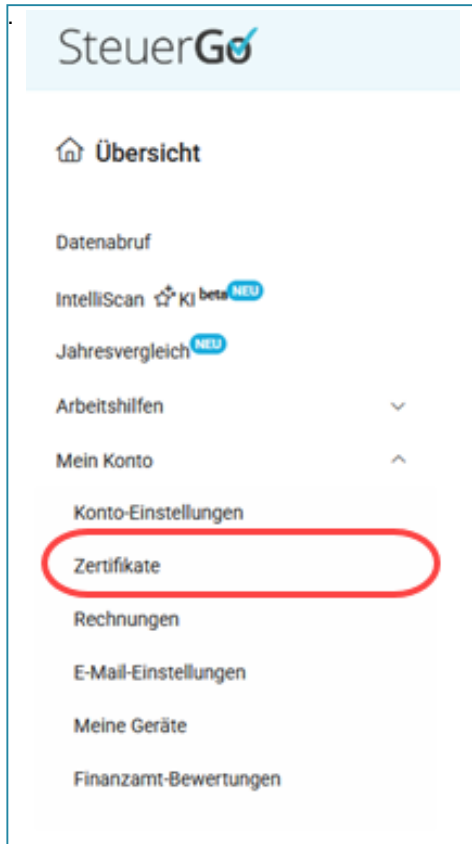 SteuerGo
Übersicht
Datenabruf
IntelliScan KI beta NEU
Jahresvergleich NEU
Arbeitshilfen
Mein Konto
Konto-Einstellungen
Zertifikate
Rechnungen
E-Mail-Einstellungen
Meine Geräte
Finanzamt-Bewertungen